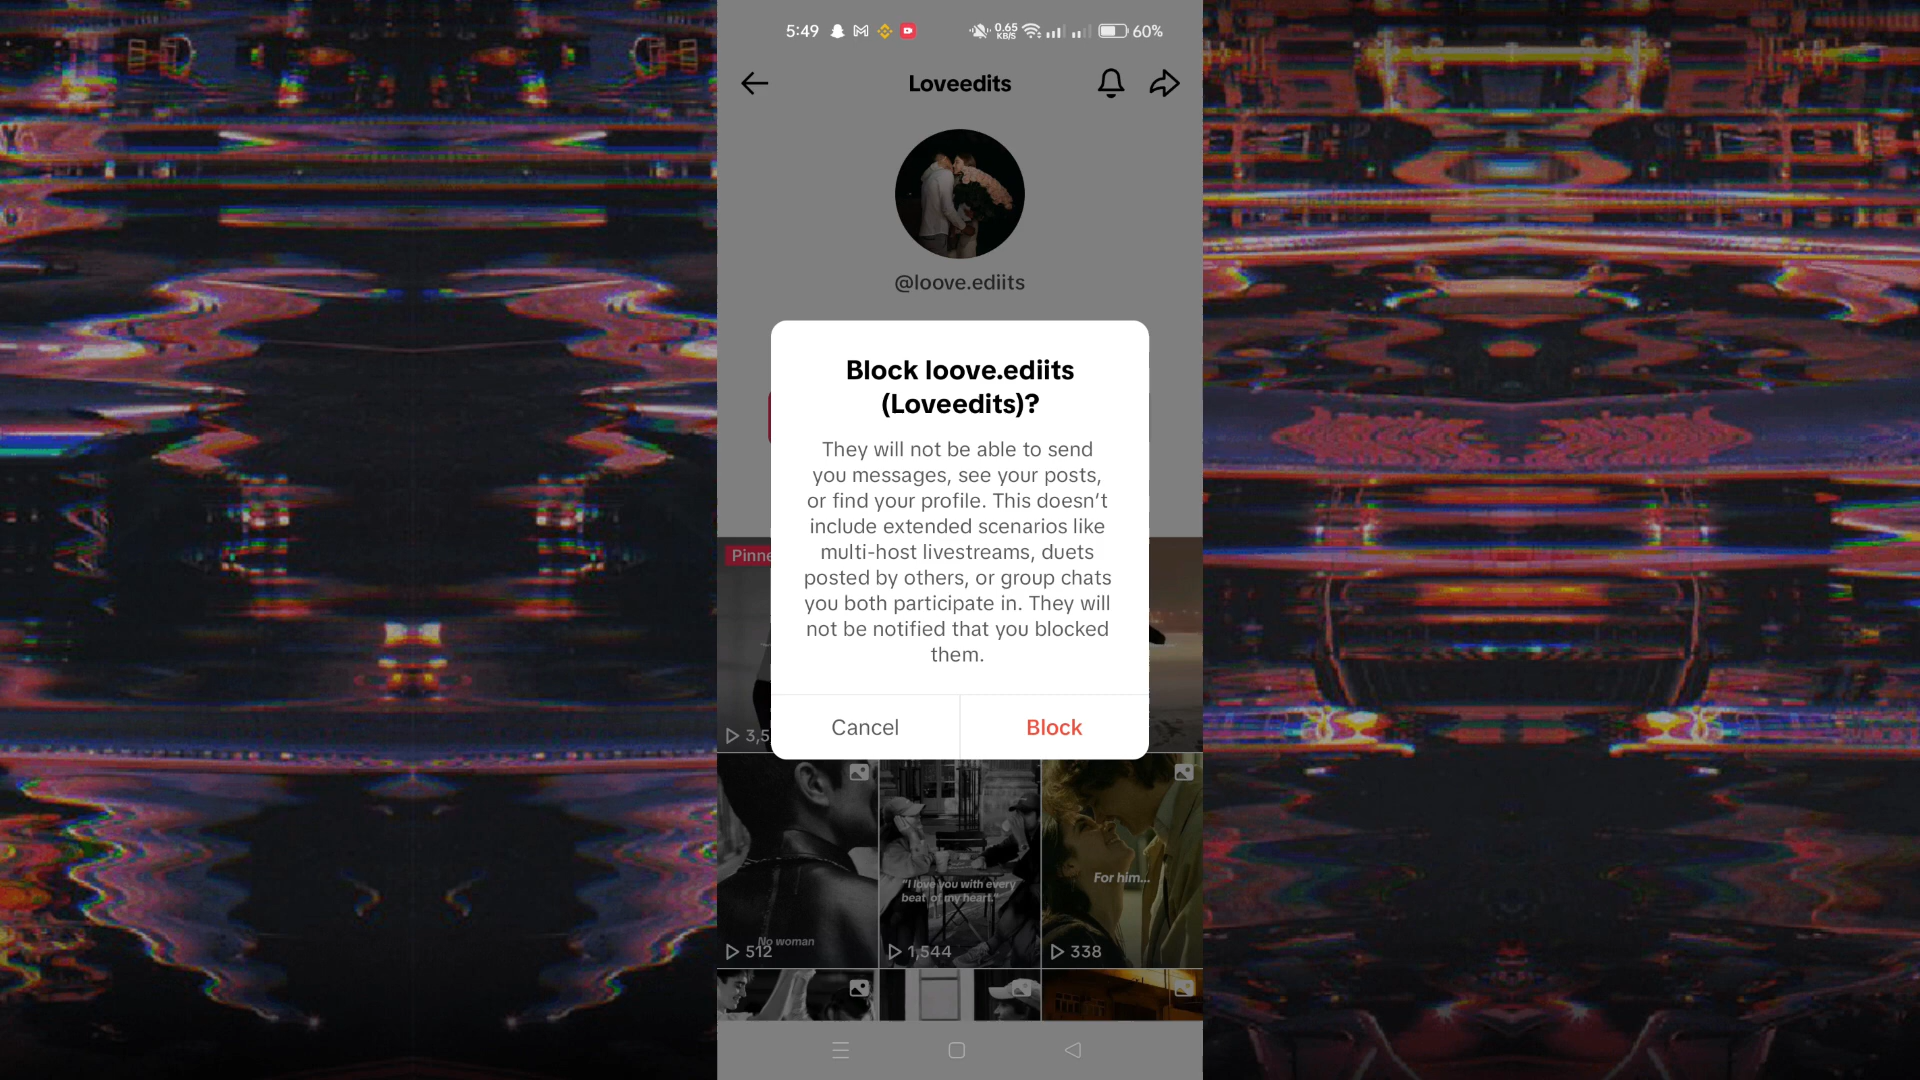 5:49
0.65
KB/S
60%
Loveedits
@loove.ediits
Block loove.ediits
(Loveedits)?
They will not be able to send
you messages, see your posts,
or find your profile. This doesn’t
include extended scenarios like
multi-host livestreams, duets
posted by others, or group chats
you both participate in. They will
not be notified that you blocked
them.
Cancel
Block
Pinne
3,5
"I love you with every
beat of my heart."
For him...
No woman
512
1,544
338